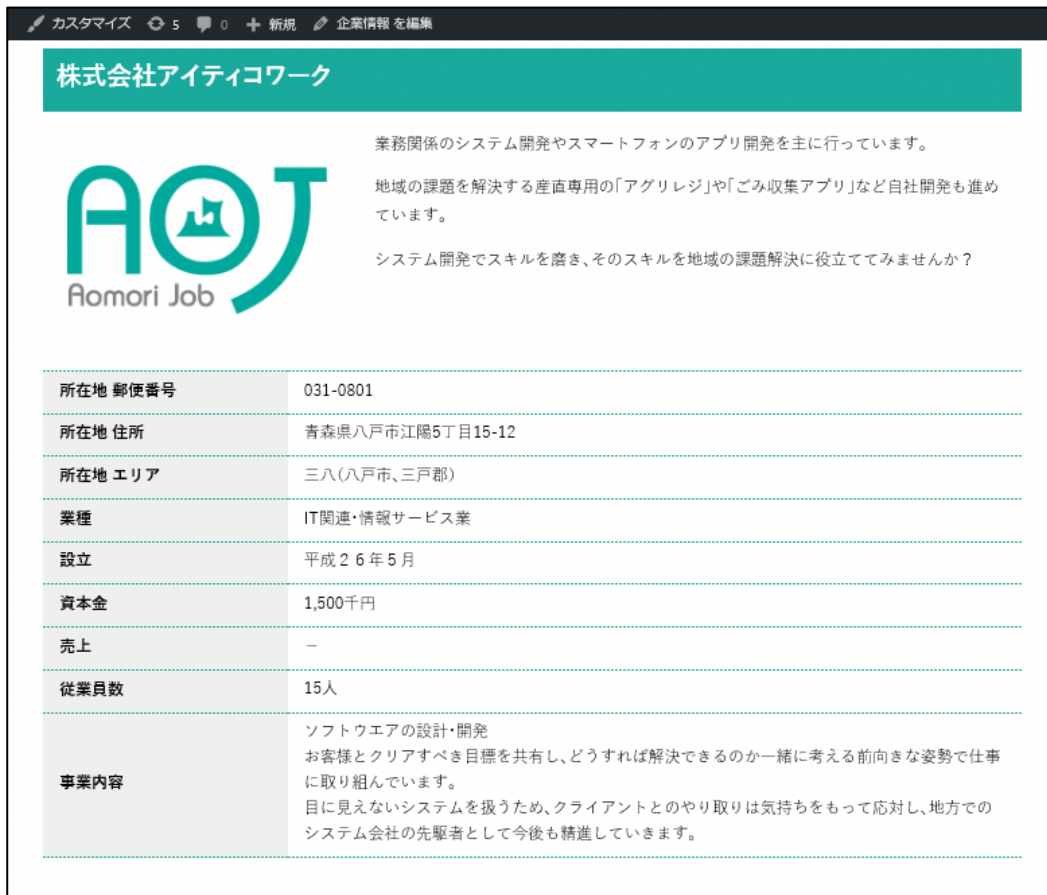 カスタマイズ 5 0 新規 企業情報 を編集
株式会社アイティコワーク
業務関係のシステム開発やスマートフォンのアプリ開発を主に行っています。
AOJ
Aomori Job
地域の課題を解決する産直専用の「アグリレジ」や「ごみ収集アプリ」など自社開発も進め
ています。
システム開発でスキルを磨き、そのスキルを地域の課題解決に役立ててみませんか？
所在地 郵便番号 031-0801
所在地 住所 青森県八戸市江陽5丁目15-12
所在地 エリア 三八(八戸市、三戸郡)
業種 IT関連・情報サービス業
設立 平成２６年５月
資本金 1,500千円
売上 －
従業員数 15人
事業内容 ソフトウエアの設計・開発
お客様とクリアすべき目標を共有し、どうすれば解決できるのか一緒に考える前向きな姿勢で仕事
に取り組んでいます。
目に見えないシステムを扱うため、クライアントとのやり取りは気持ちをもって応対し、地方での
システム会社の先駆者として今後も精進していきます。